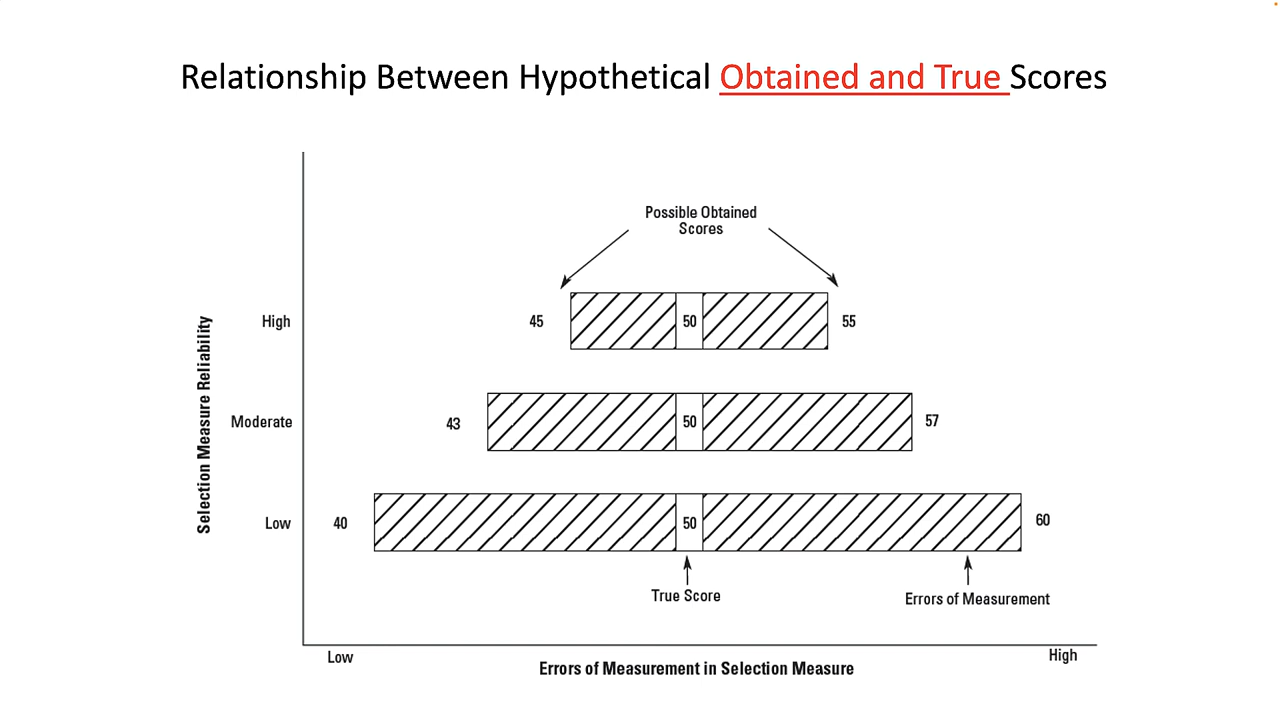 Relationship Between Hypothetical Obtained and True Scores
Possible Obtained
Scores
Selection Measure Reliability
High
45
50
55
Moderate
43
50
57
Low
40
50
60
True Score
Errors of Measurement
Low
High
Errors of Measurement in Selection Measure